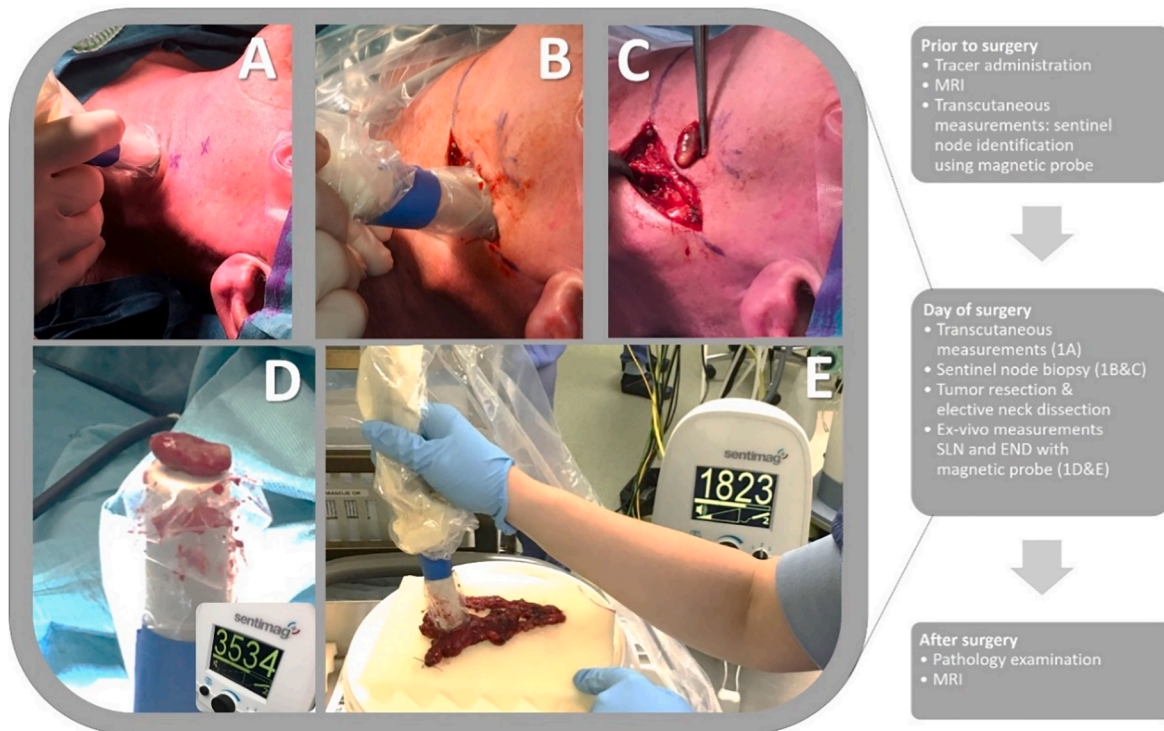 A
B
C
D
E
sentimag
3534
sentimag
1823
Prior to surgery
• Tracer administration
• MRI
• Transcutaneous
measurements: sentinel
node identification
using magnetic probe
Day of surgery
• Transcutaneous
measurements (1A)
• Sentinel node biopsy (1B&C)
• Tumor resection &
elective neck dissection
• Ex-vivo measurements
SLN and END with
magnetic probe (1D&E)
After surgery
• Pathology examination
• MRI